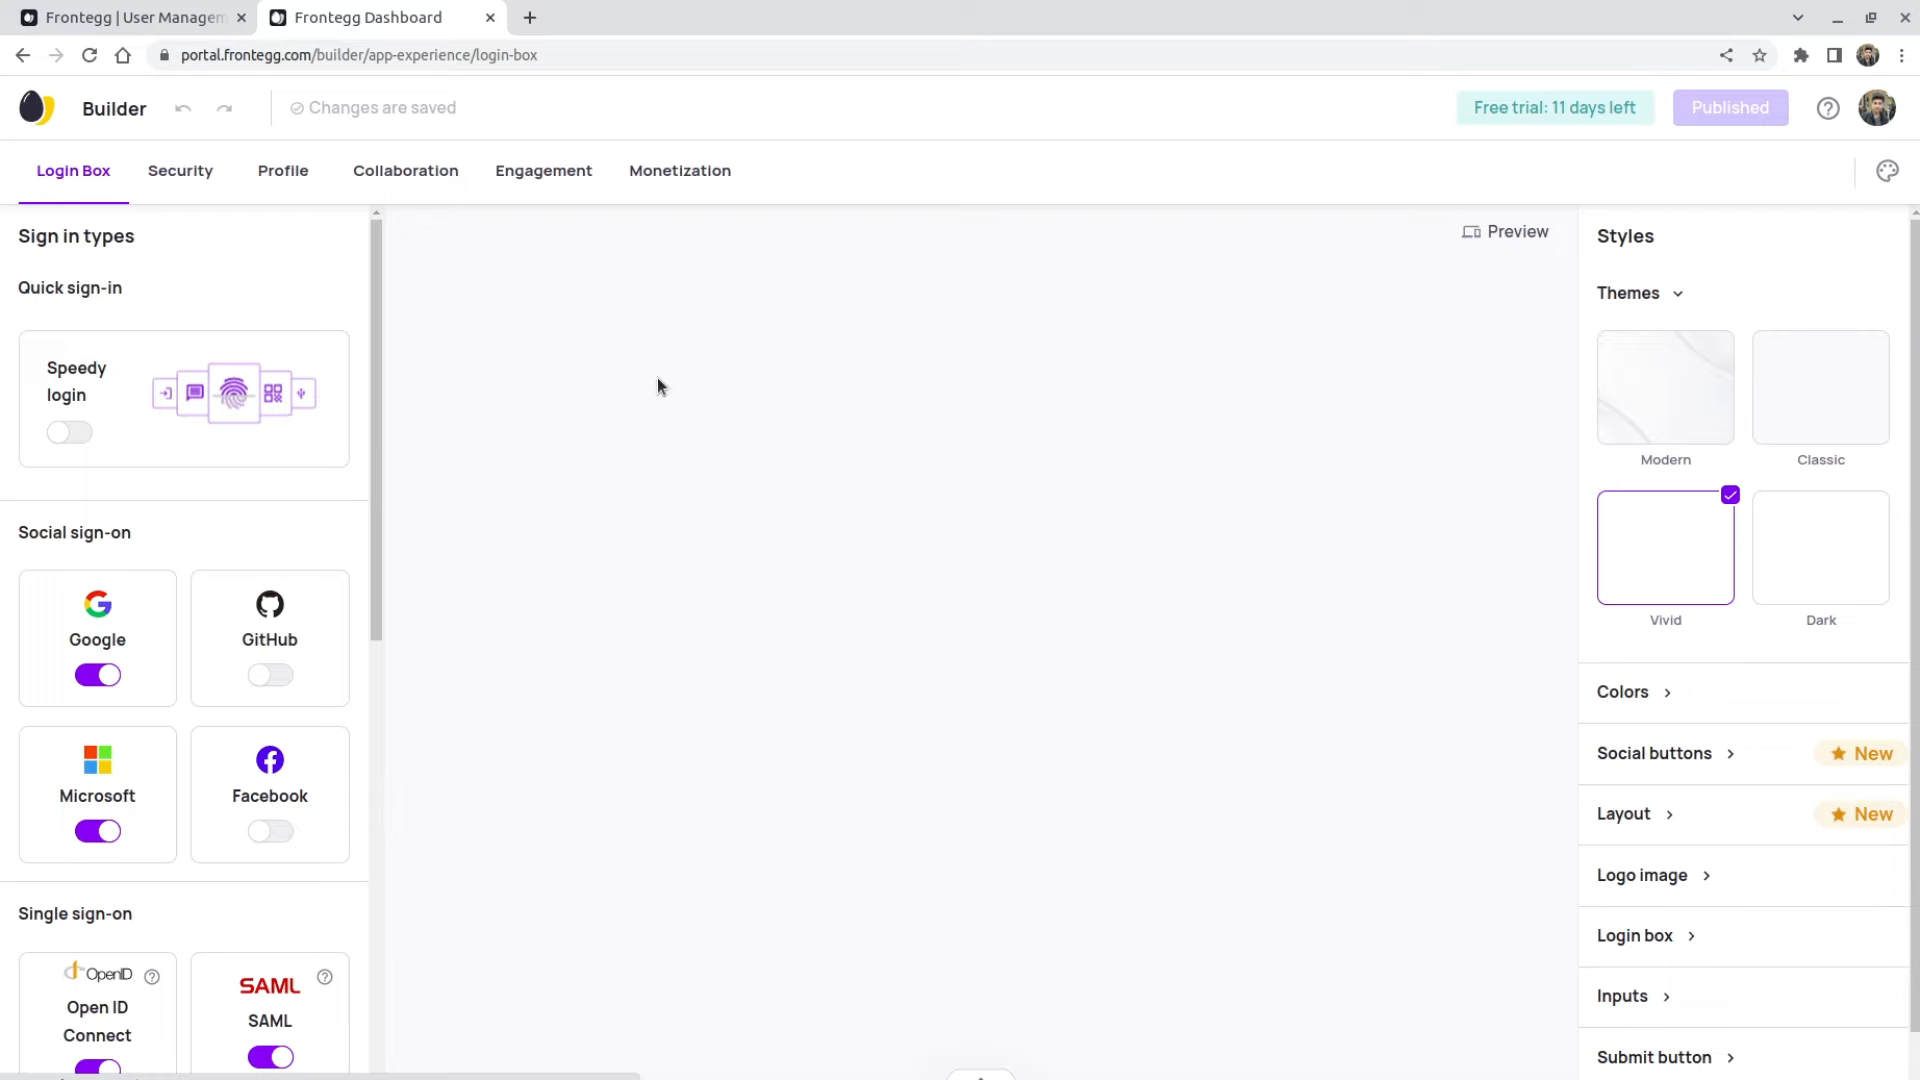 Frontegg | User Managem
Frontegg Dashboard
portal.frontegg.com/builder/app-experience/login-box
Builder
Changes are saved
Free trial: 11 days left
Published
Login Box
Security
Profile
Collaboration
Engagement
Monetization
Sign in types
Quick sign-in
Speedy
login
Social sign-on
Google
GitHub
Microsoft
Facebook
Single sign-on
OpenID
Open ID
Connect
SAML
SAML
Preview
Styles
Themes
Modern
Classic
Vivid
Dark
Colors
Social buttons
New
Layout
New
Logo image
Login box
Inputs
Submit button